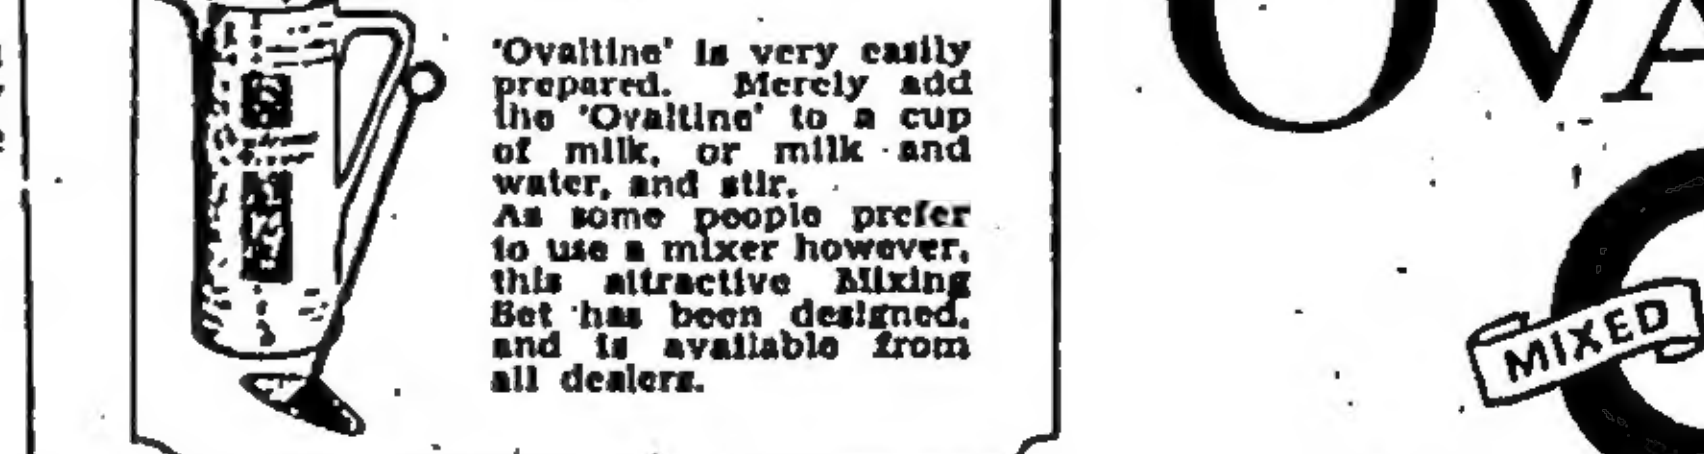 'Ovaltine' is very easily
prepared. Merely add
the 'Ovaltine' to a cup
of milk, or milk and
water, and stir.
As some people prefer
to use a mixer however,
this attractive Mixing
Set has been designed,
and is available from
all dealers.
OVA
MIXED